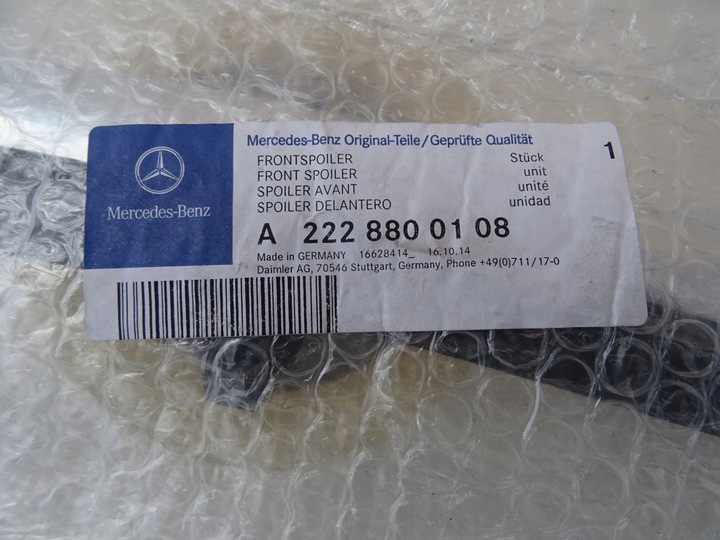 Mercedes-Benz Original-Teile/Geprüfte Qualität
FRONTSPOILER Stück 1
FRONT SPOILER unit
SPOILER AVANT unité
SPOILER DELANTERO unidad
A 222 880 01 08
Made in GERMANY 16628414_ 16.10.14
Daimler AG, 70546 Stuttgart, Germany, Phone +49(0)711/17-0
Mercedes-Benz